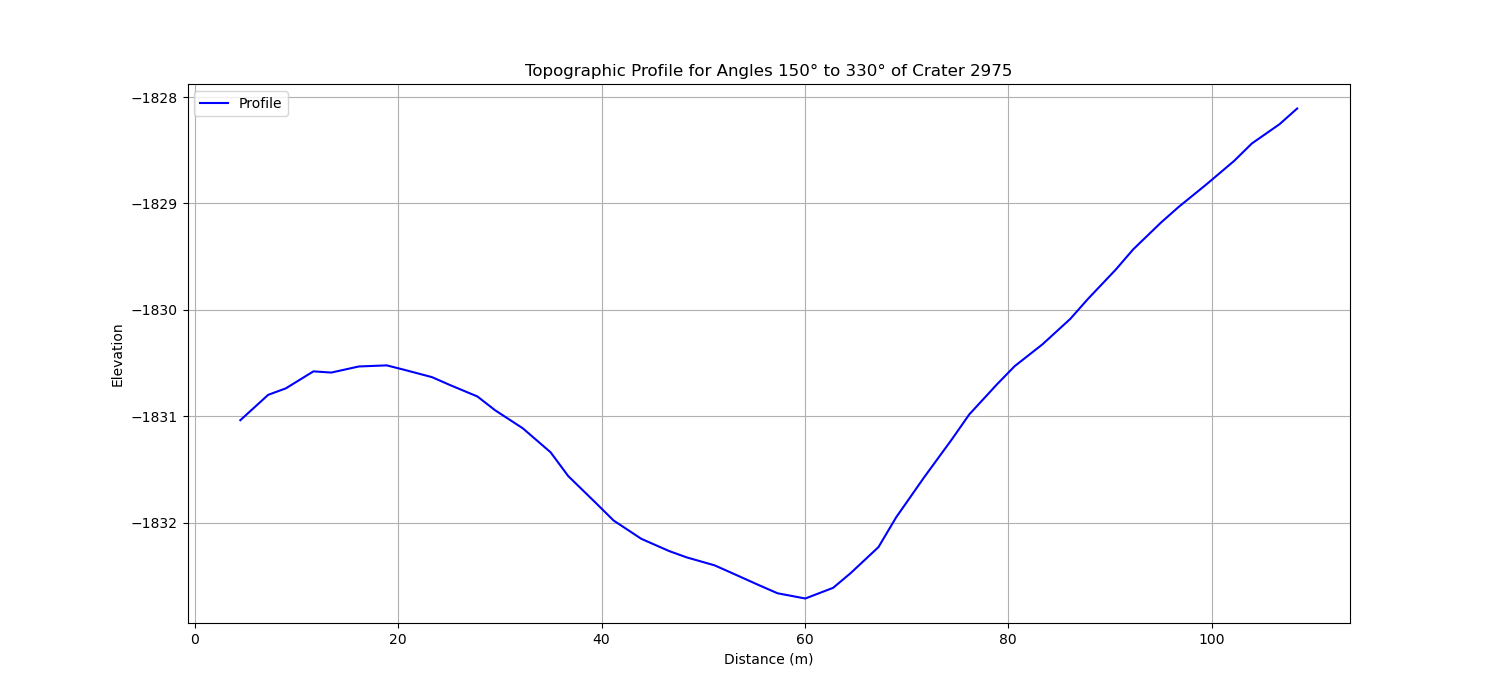 Topographic Profile for Angles 150° to 330° of Crater 2975
Profile
−1828
−1829
−1830
−1831
−1832
Elevation
0 20 40 60 80 100
Distance (m)